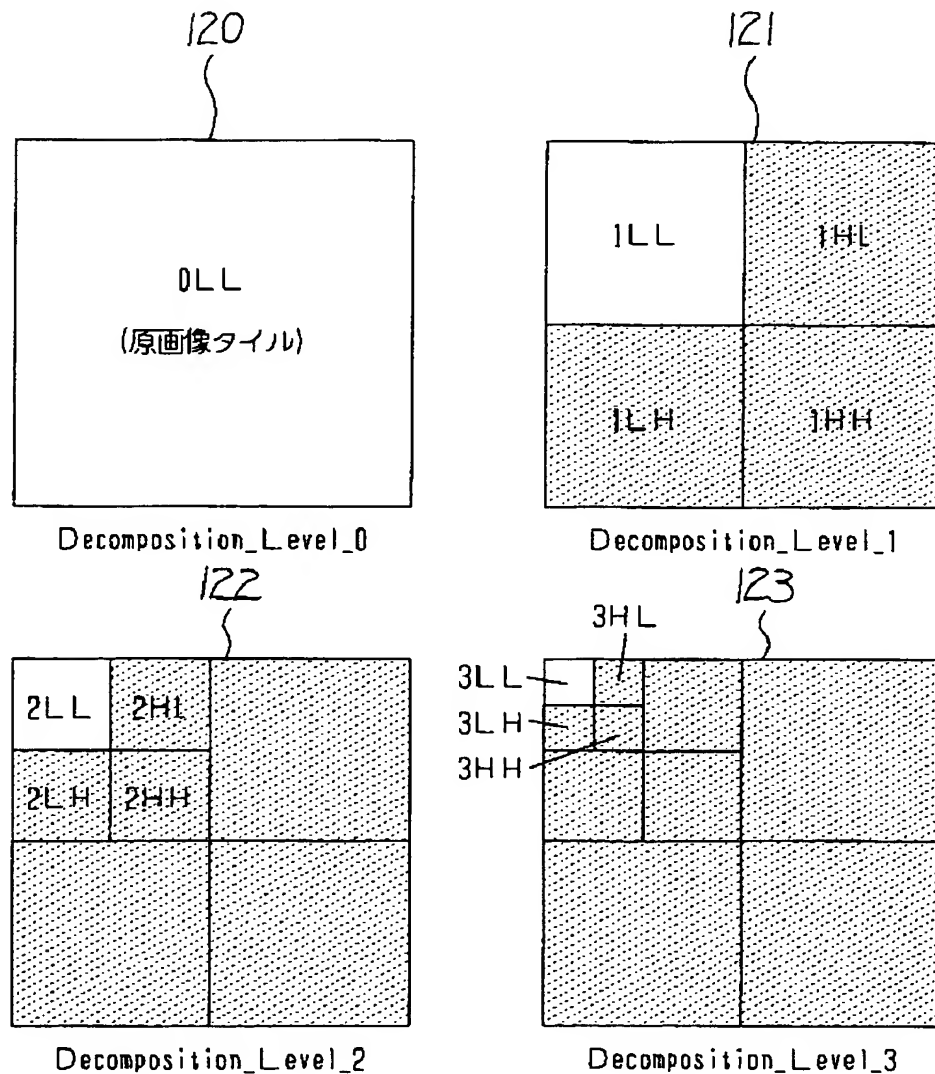 120
121
0LL
(原画像タイル)
1LL
1HL
1LH
1HH
Decomposition_Level_0
Decomposition_Level_1
122
123
2LL
2HL
2LH
2HH
3HL
3LL
3LH
3HH
Decomposition_Level_2
Decomposition_Level_3